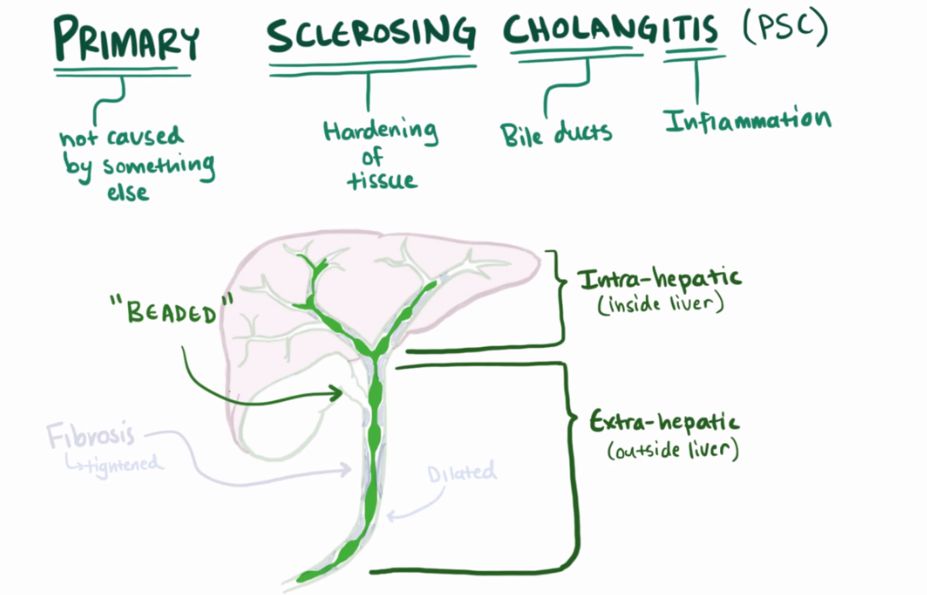 PRIMARY SCLEROSING CHOLANGITIS (PSC)
not caused
by something
else
Hardening
of
tissue
Bile ducts
Inflammation
"BEADED"
Intra-hepatic
(inside liver)
Fibrosis
↳tightened
Dilated
Extra-hepatic
(outside liver)